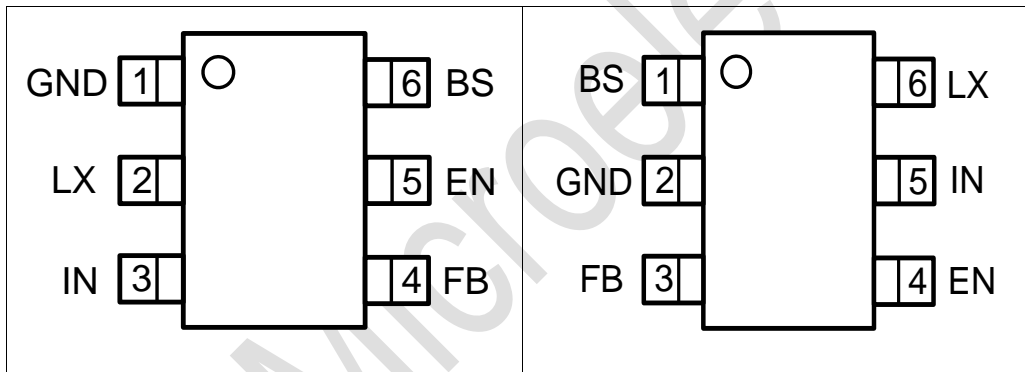 GND 1 6 BS
LX 2 5 EN
IN 3 4 FB
BS 1 6 LX
GND 2 5 IN
FB 3 4 EN